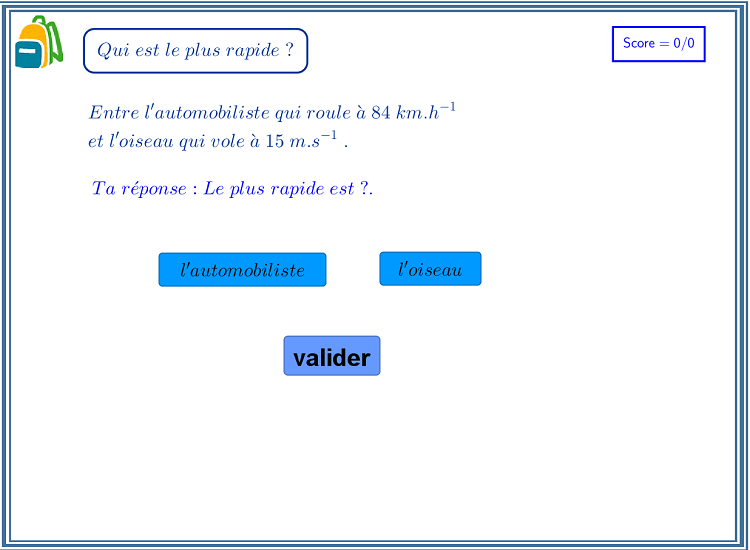 Qui est le plus rapide ?
Score = 0/0
Entre l'automobiliste qui roule à 84 km.h⁻¹
et l'oiseau qui vole à 15 m.s⁻¹ .
Ta réponse : Le plus rapide est ?.
l'automobiliste
l'oiseau
valider